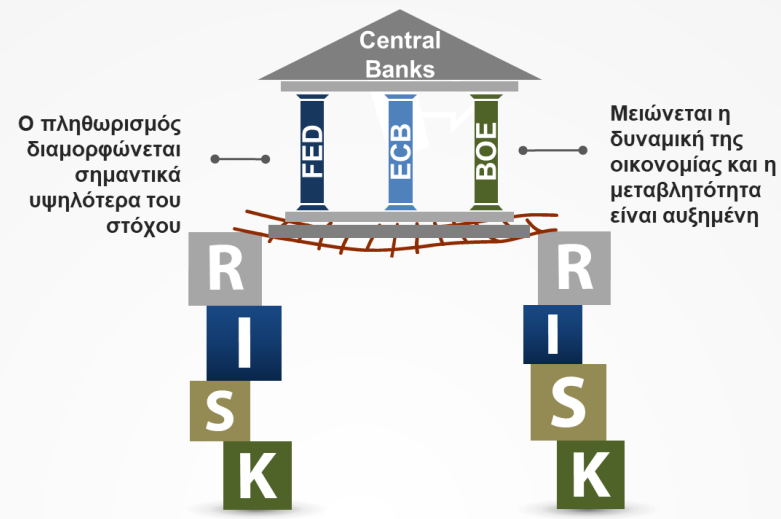 Central
Banks
Ο πληθωρισμός
διαμορφώνεται
σημαντικά
υψηλότερα του
στόχου
FED
ECB
BOE
Μειώνεται η
δυναμική της
οικονομίας και η
μεταβλητότητα
είναι αυξημένη
R
I
S
K
R
I
S
K